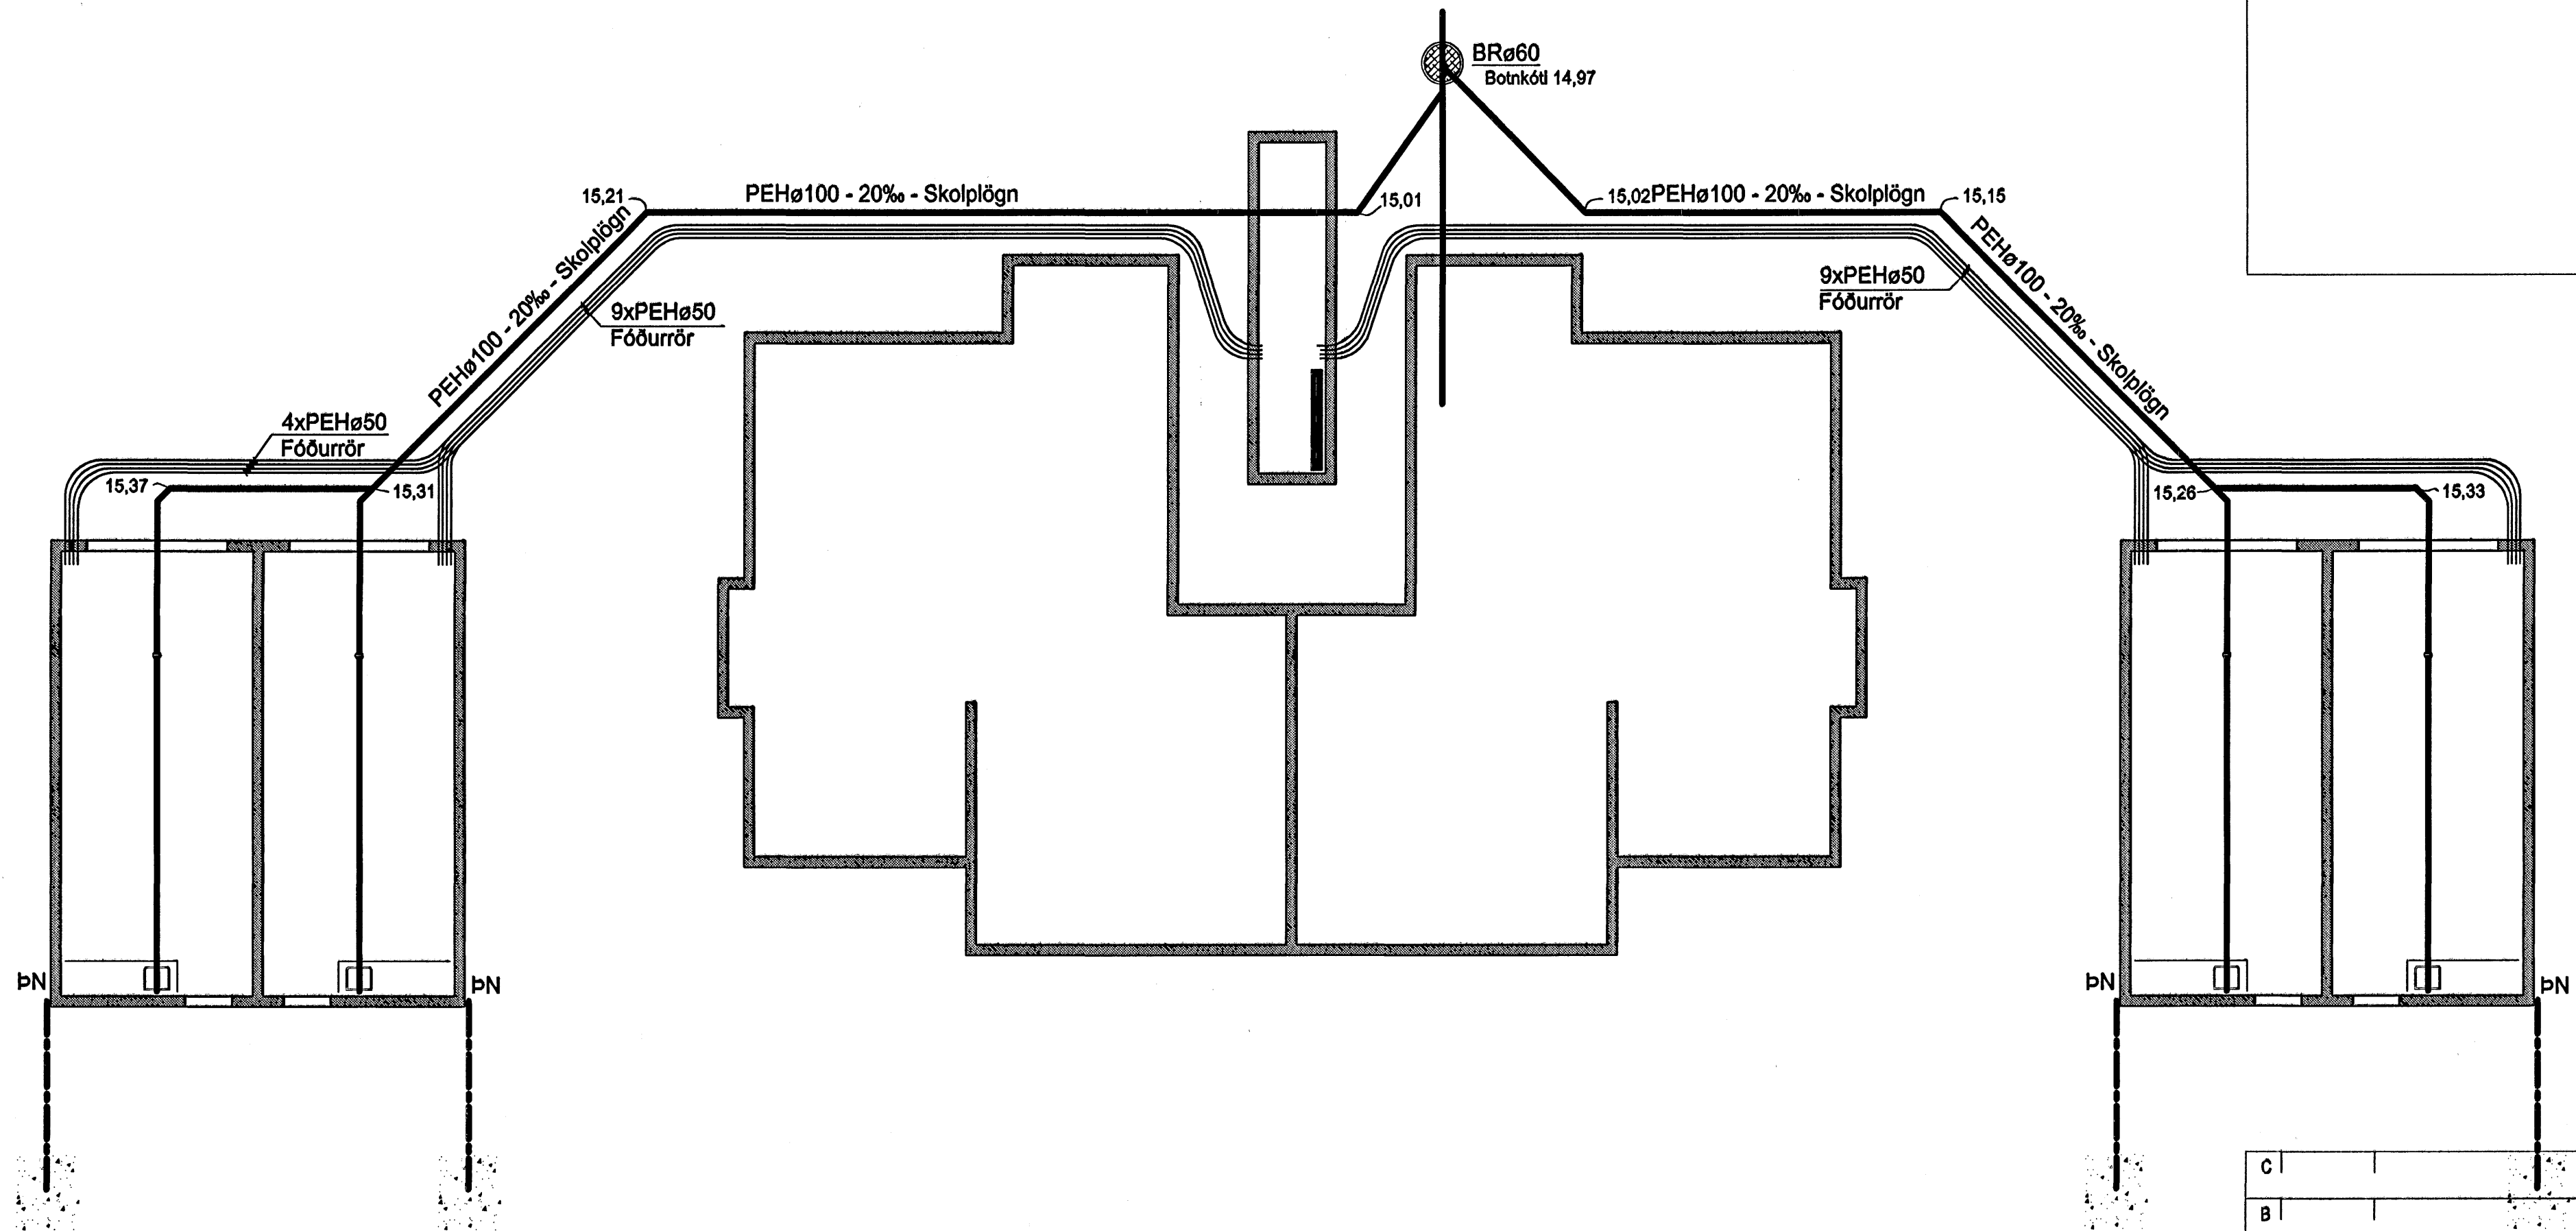 BRø60
Botnkótl 14,97
15,21
PEHø100 - 20‰ - Skolplögn
15,01
15,02
PEHø100 - 20‰ - Skolplögn
15,15
PEHø100 - 20‰ - Skolplögn
9xPEHø50
Fóðurrör
9xPEHø50
Fóðurrör
PEHø100 - 20‰ - Skolplögn
4xPEHø50
Fóðurrör
15,37
15,31
15,26
15,33
ÞN
ÞN
ÞN
ÞN
C
B